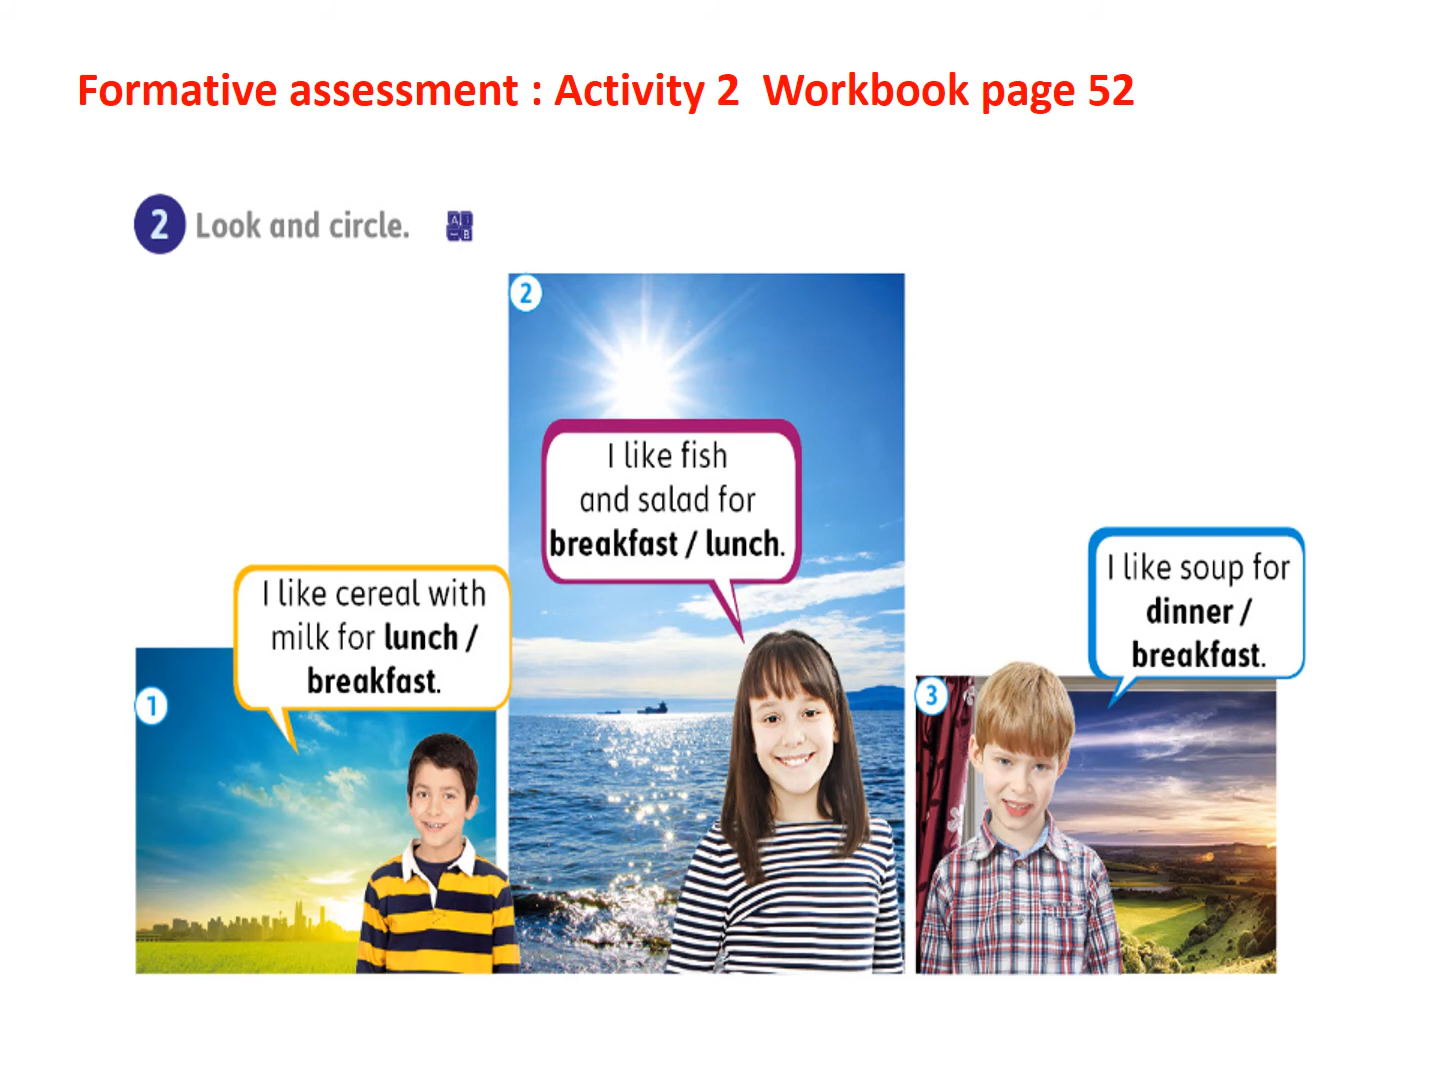 Formative assessment : Activity 2  Workbook page 52
2 Look and circle.
1
I like cereal with
milk for lunch /
breakfast.
2
I like fish
and salad for
breakfast / lunch.
3
I like soup for
dinner /
breakfast.